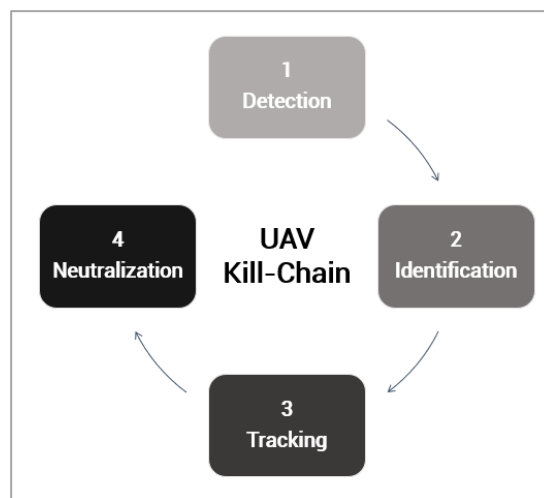 1
Detection
UAV
Kill-Chain
2
Identification
3
Tracking
4
Neutralization